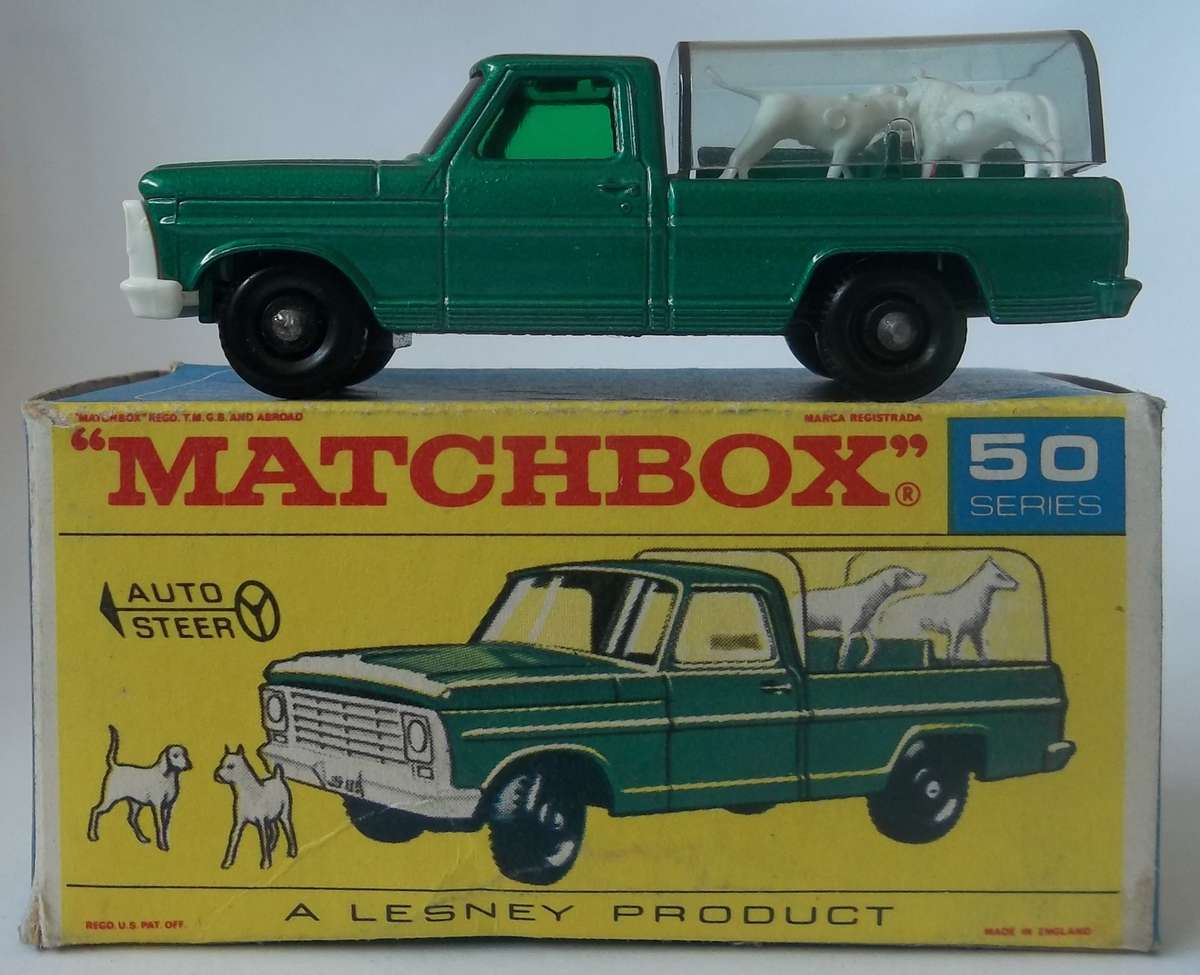 "MATCHBOX" REGD. T.M. G.B. AND ABROAD
MARCA REGISTRADA
"MATCHBOX"®
50
SERIES
AUTO
STEER
A LESNEY PRODUCT
REGD. U.S. PAT. OFF.
MADE IN ENGLAND